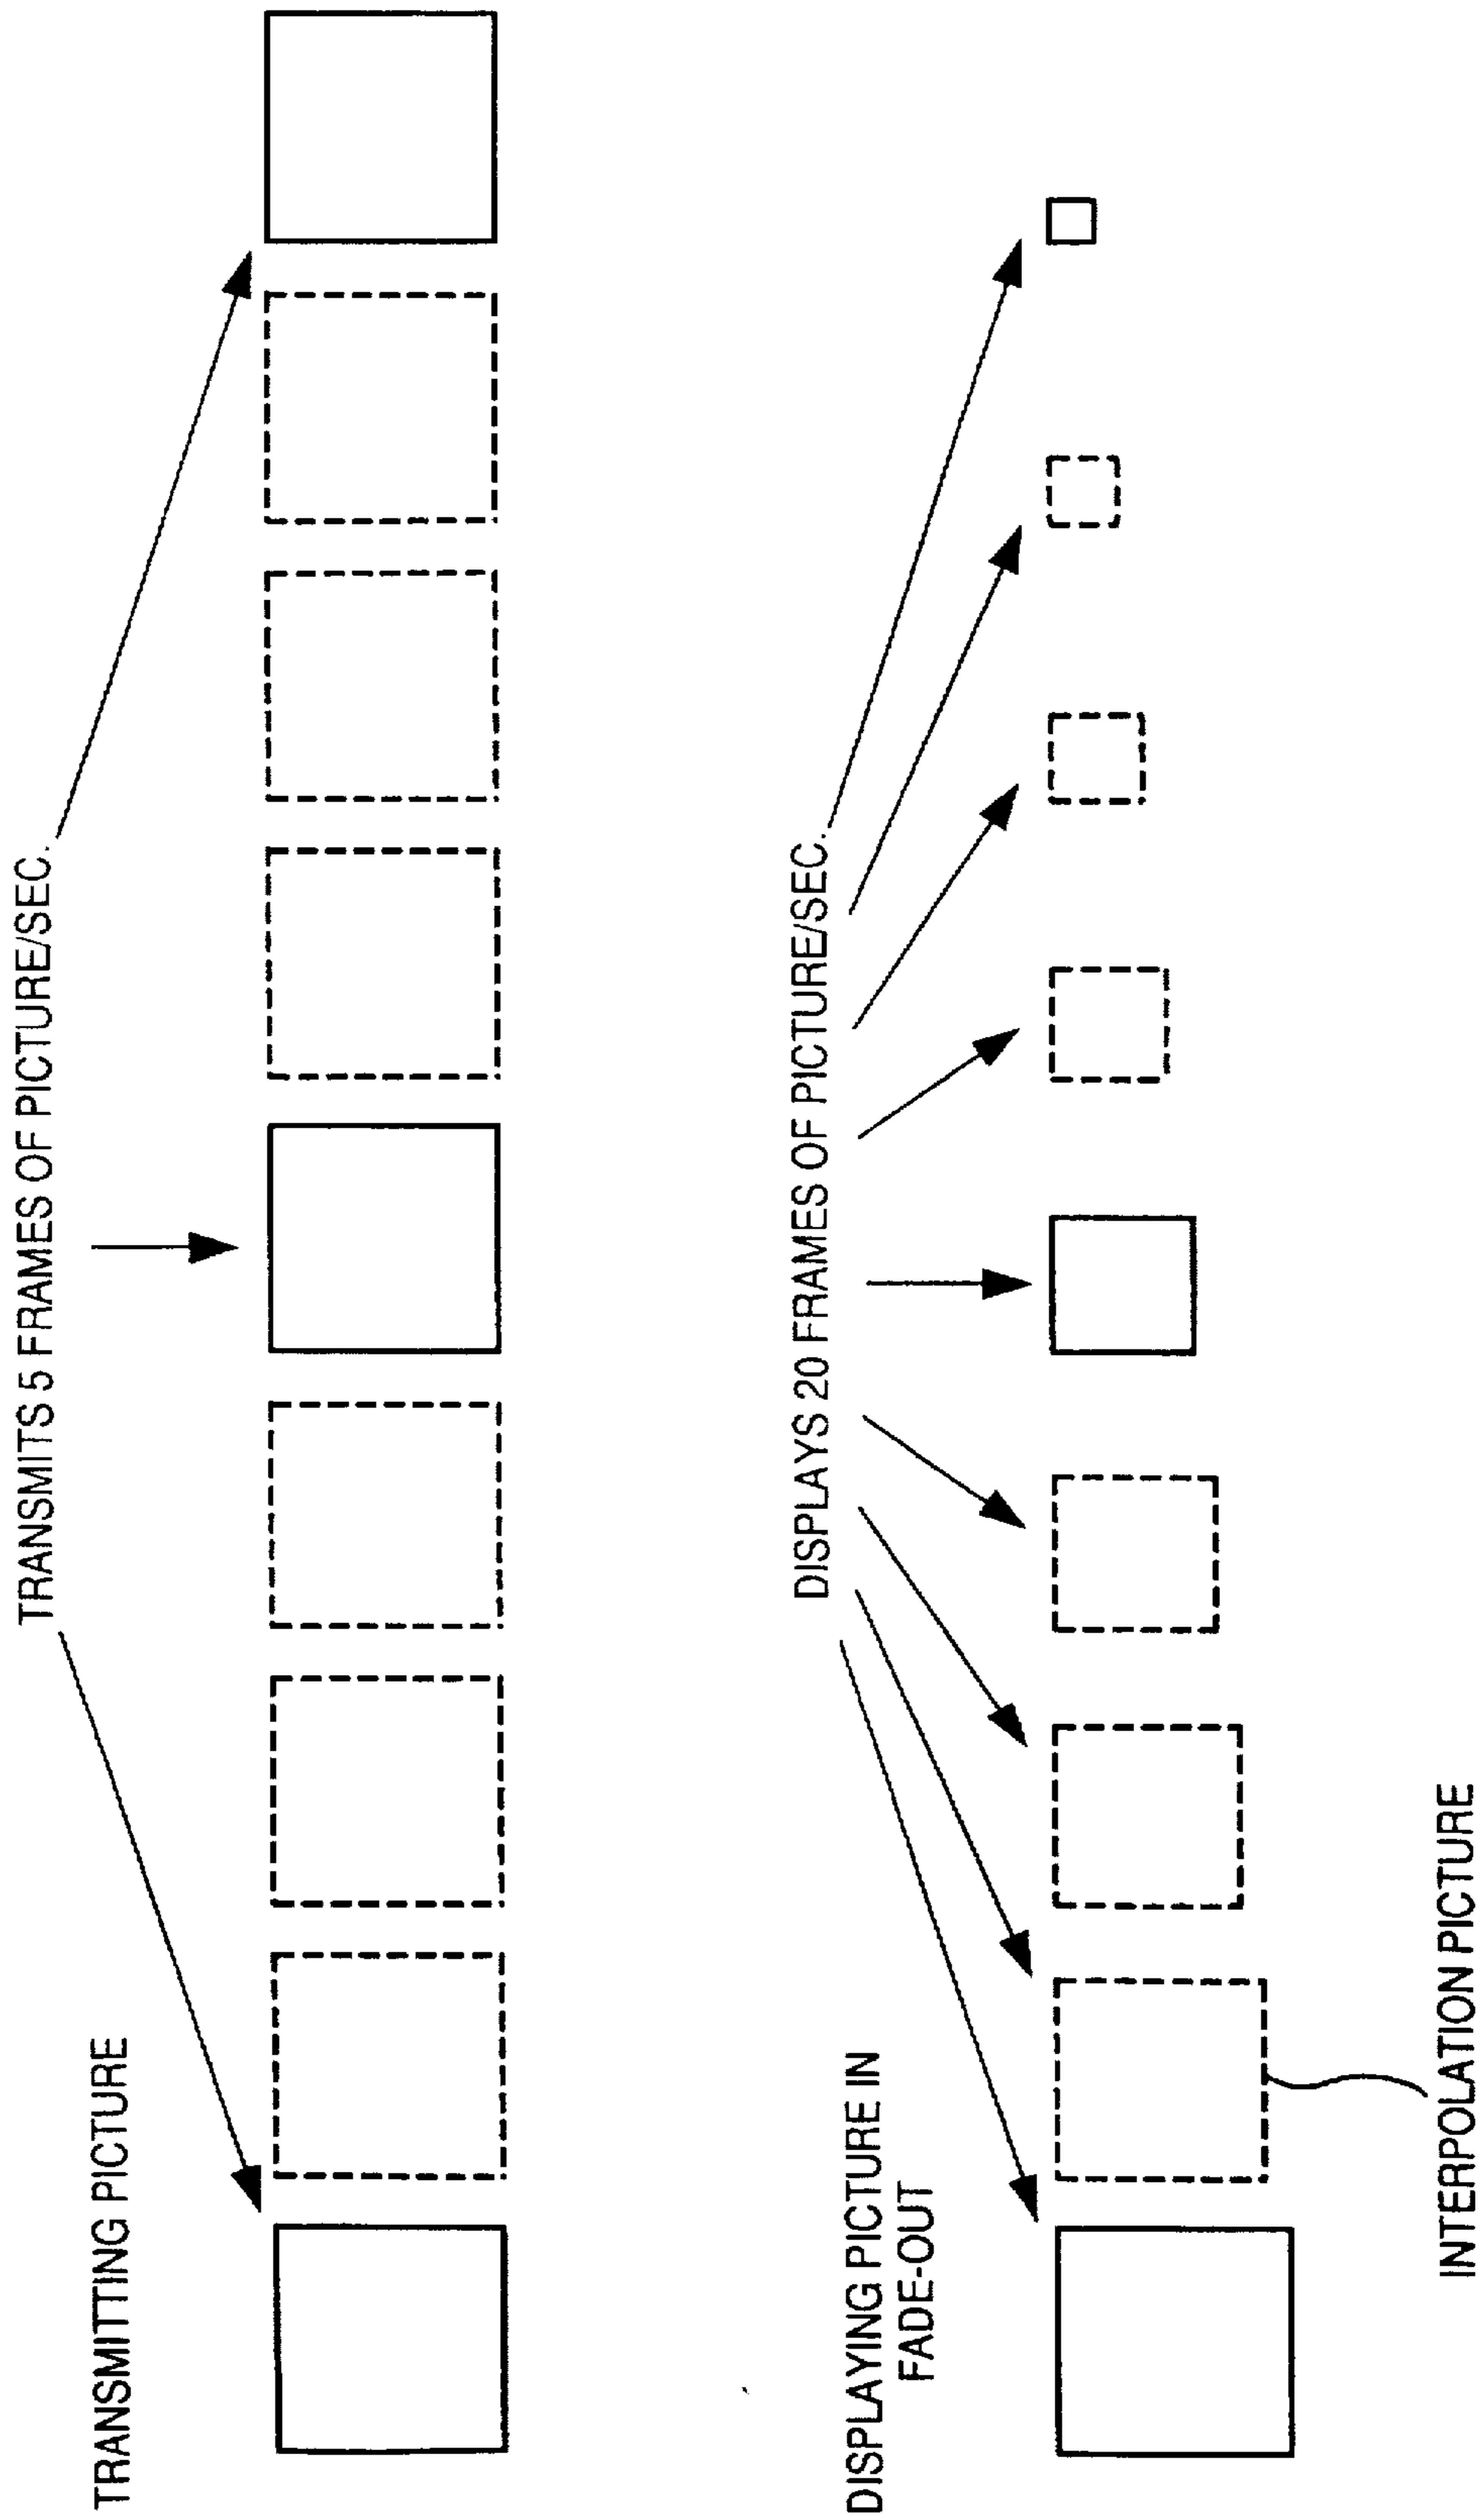 TRANSMITTING PICTURE
TRANSMITS 5 FRAMES OF PICTURE/SEC.
DISPLAYING PICTURE IN
FADE-OUT
DISPLAYS 20 FRAMES OF PICTURE/SEC.
INTERPOLATION PICTURE